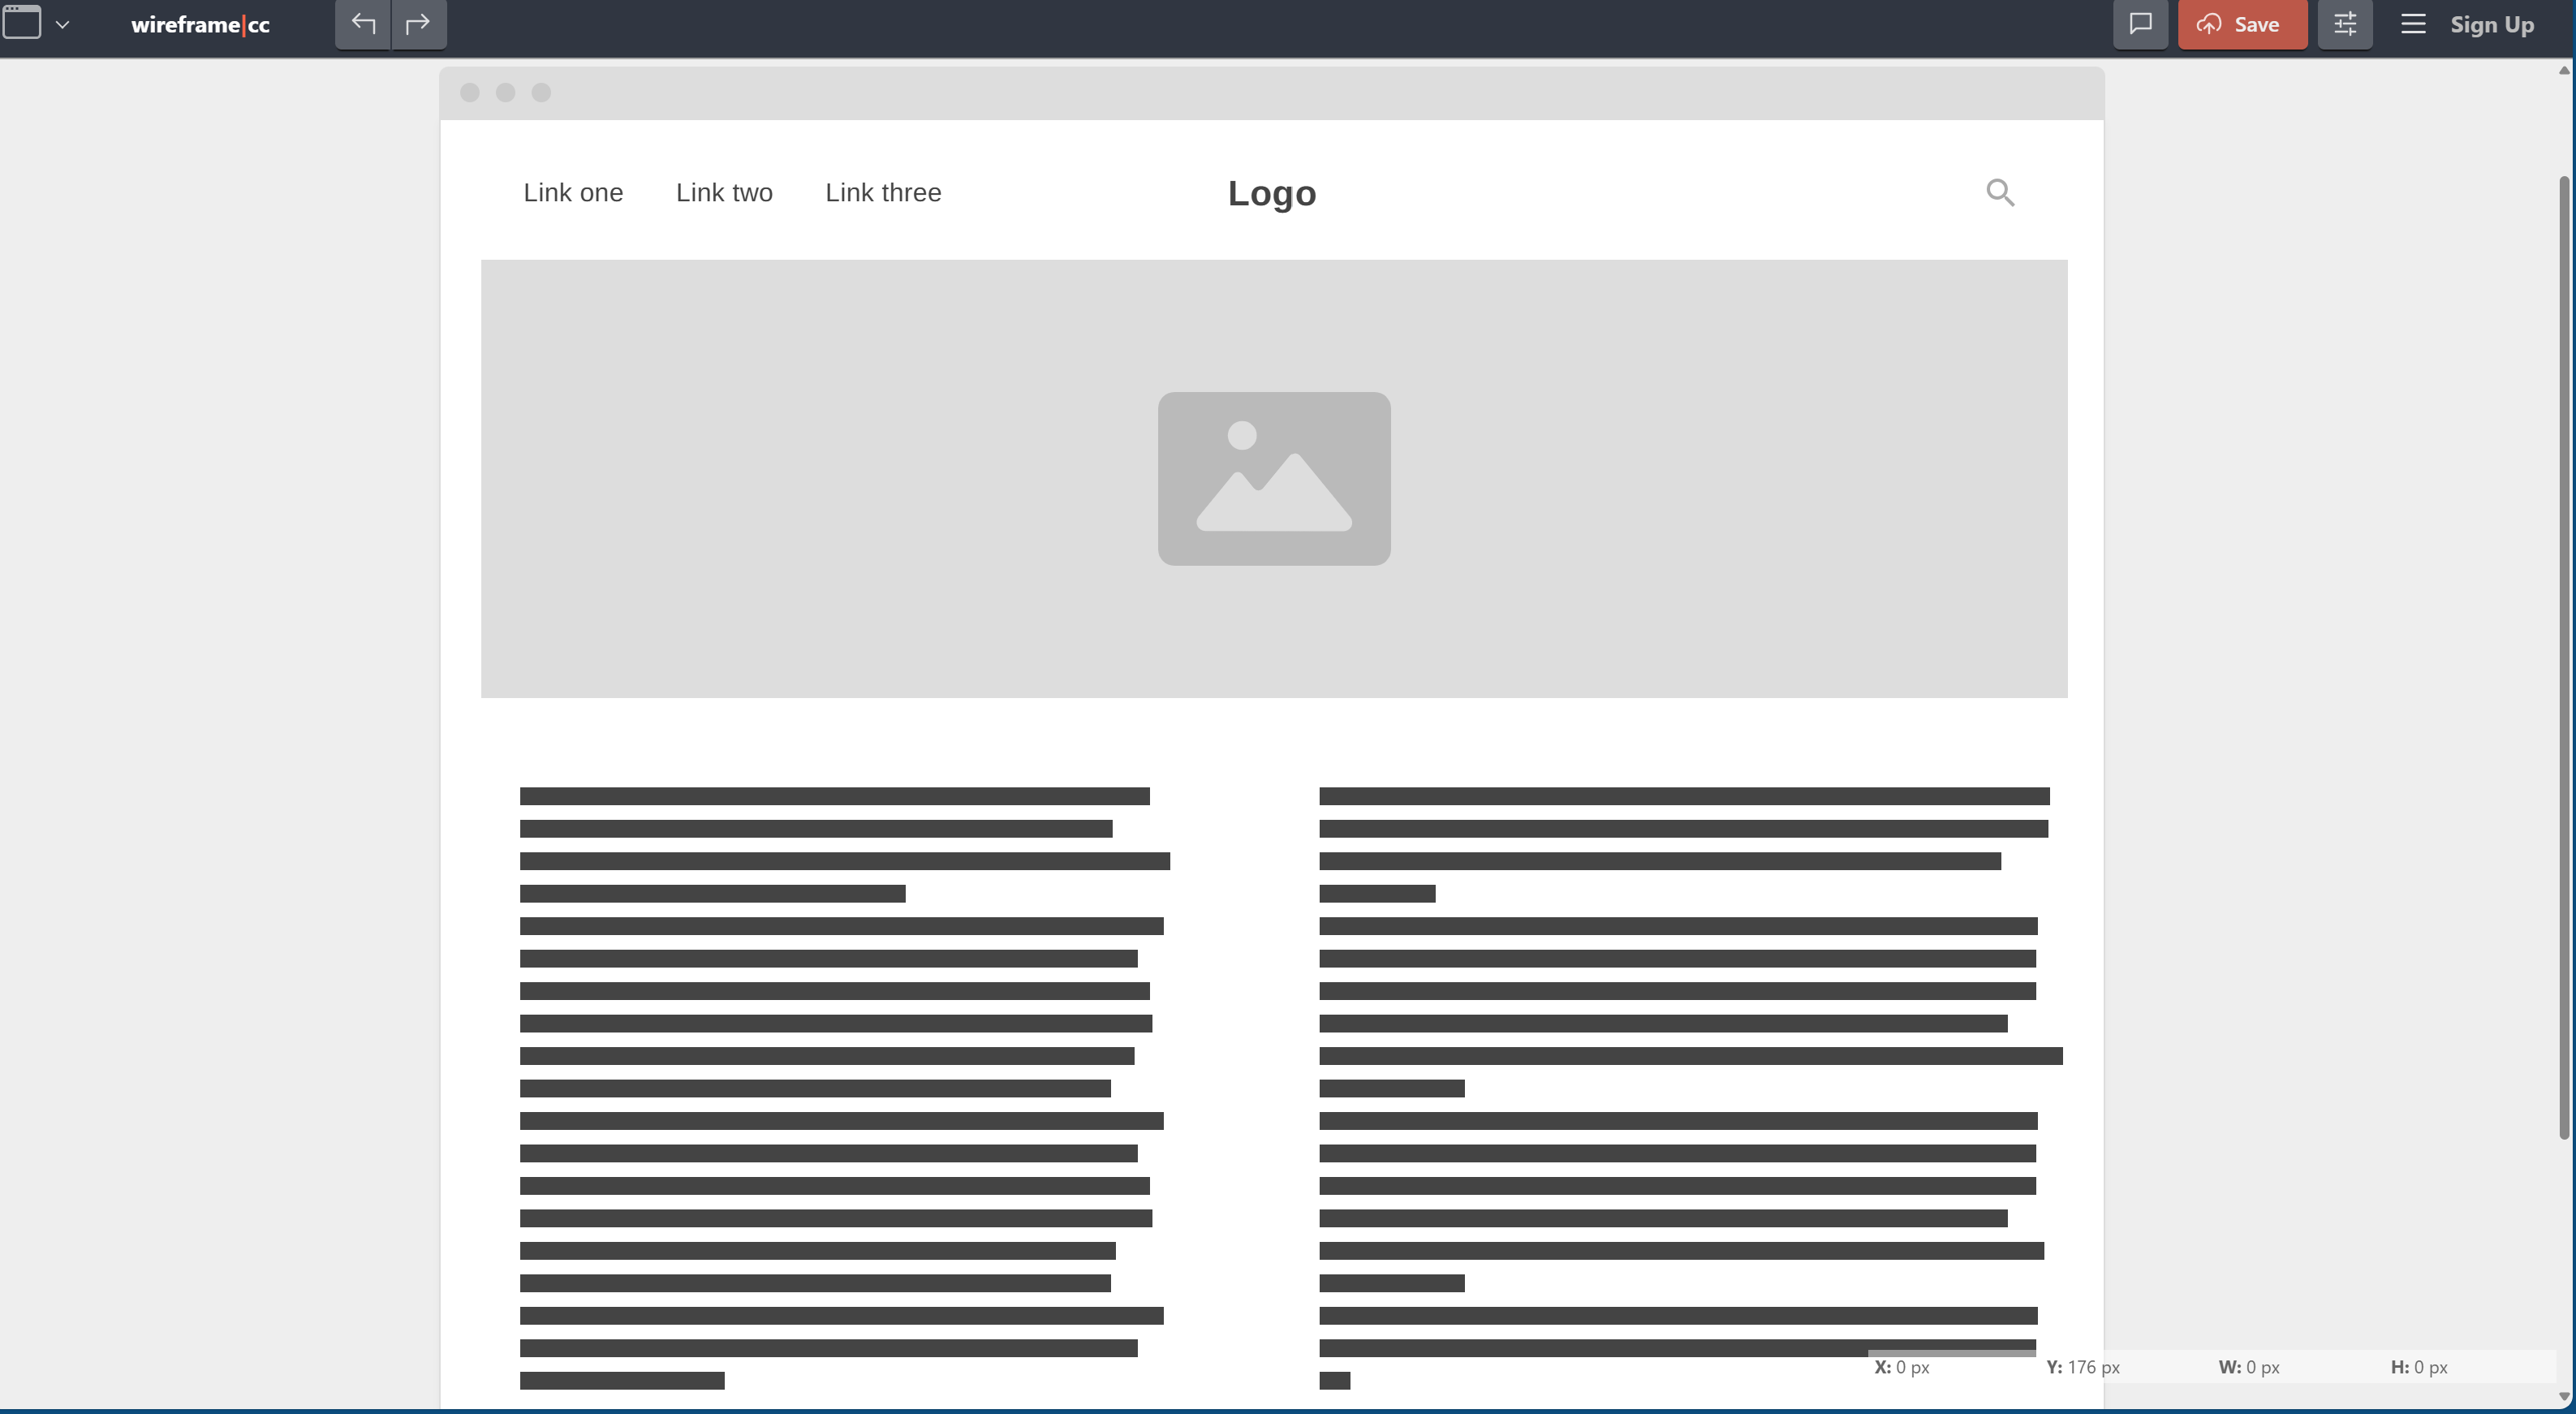 wireframe|cc
Save
Sign Up
Link one Link two Link three Logo
X: 0 px Y: 176 px W: 0 px H: 0 px